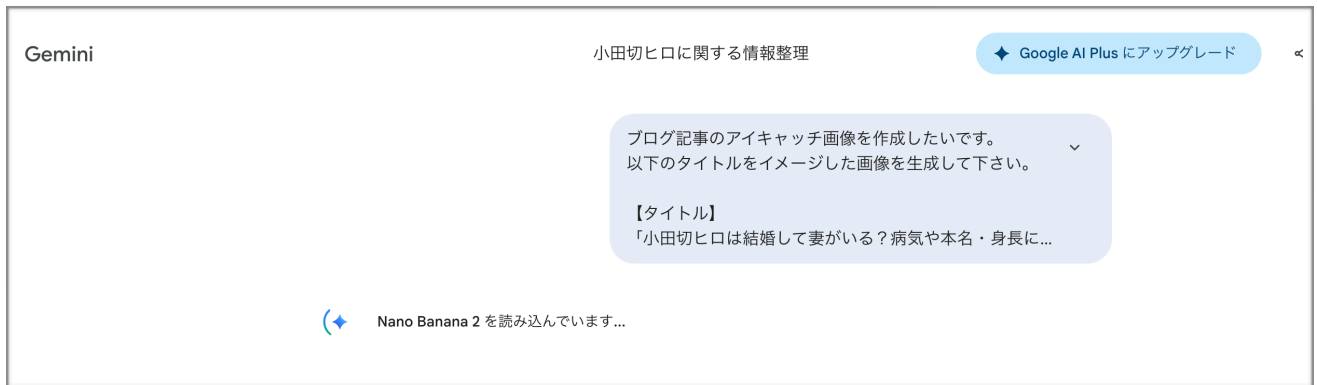 Gemini
小田切ヒロに関する情報整理
Google AI Plus にアップグレード
ブログ記事のアイキャッチ画像を作成したいです。
以下のタイトルをイメージした画像を生成して下さい。
【タイトル】
「小田切ヒロは結婚して妻がいる？病気や本名・身長に...
Nano Banana 2 を読み込んでいます...